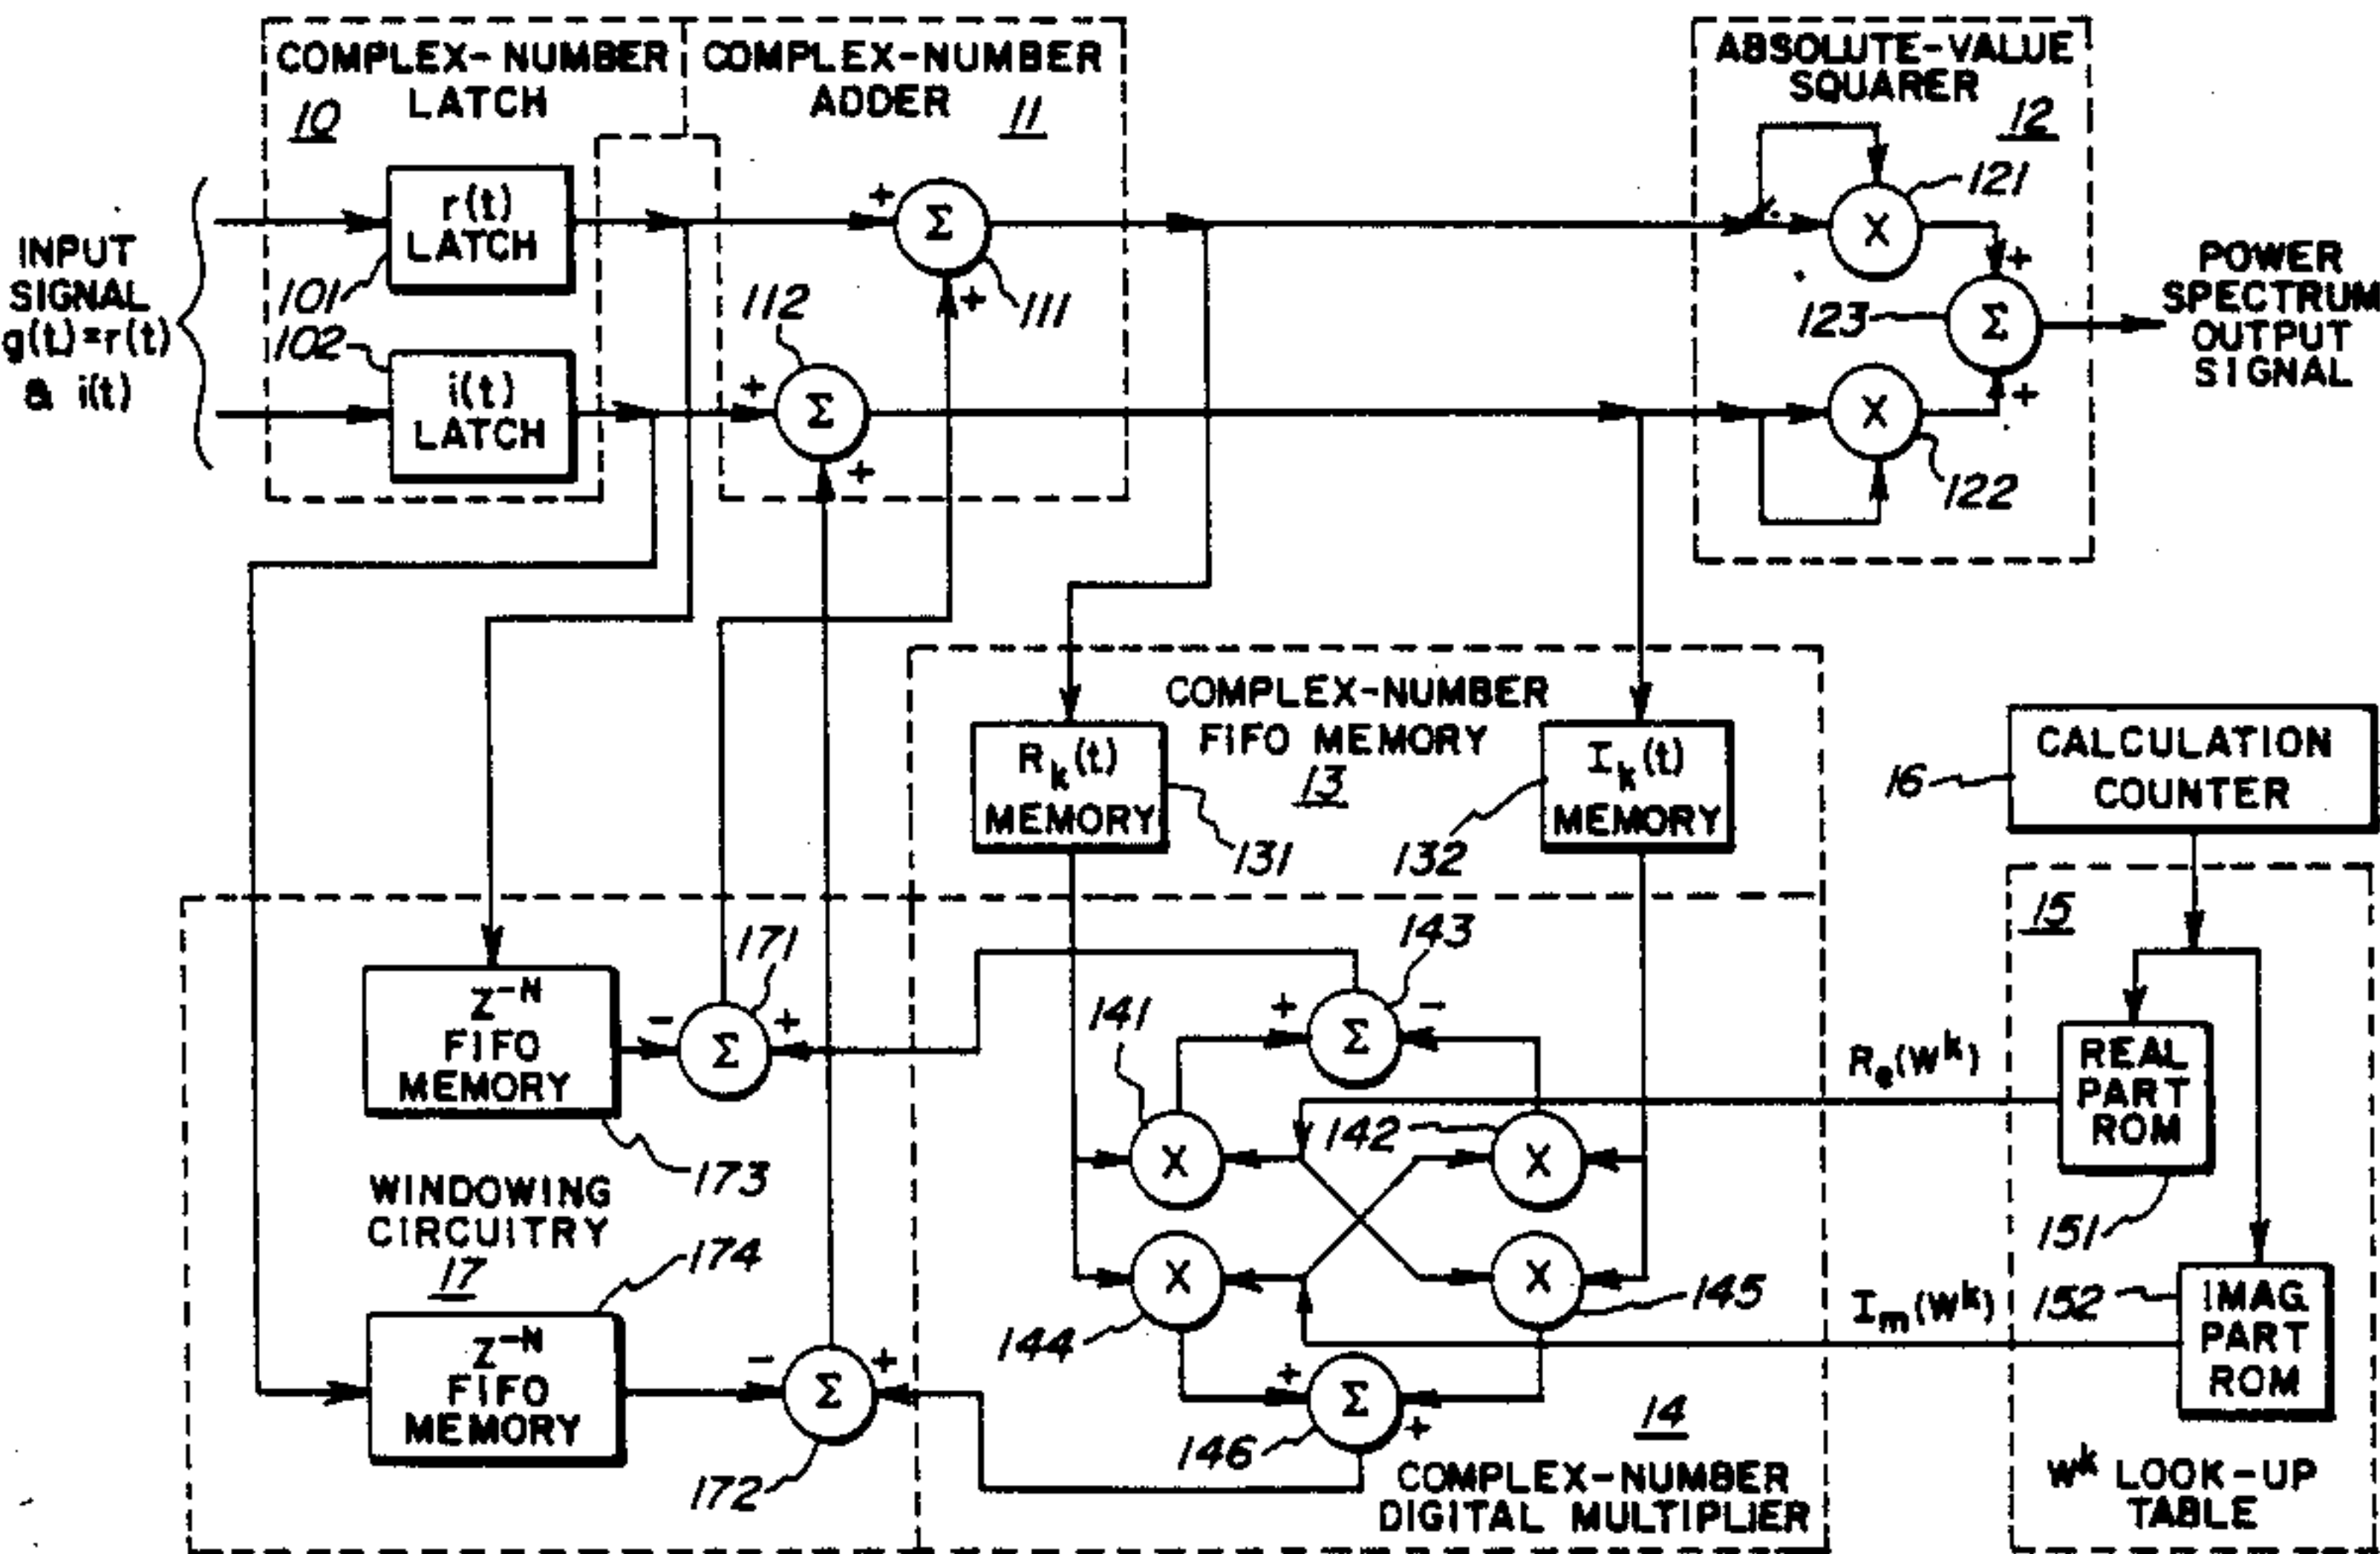 COMPLEX-NUMBER
LATCH
10
COMPLEX-NUMBER
ADDER
11
ABSOLUTE-VALUE
SQUARER
12
INPUT
SIGNAL
g(t)=r(t)
& i(t)
r(t)
LATCH
101
i(t)
LATCH
102
+
Σ
+
111
112
+
Σ
+
X
121
+
Σ
123
+
X
122
POWER
SPECTRUM
OUTPUT
SIGNAL
COMPLEX-NUMBER
FIFO MEMORY
13
Rk(t)
MEMORY
131
Ik(t)
MEMORY
132
CALCULATION
COUNTER
16
15
Z-N
FIFO
MEMORY
173
-
Σ
+
171
WINDOWING
CIRCUITRY
17
174
Z-N
FIFO
MEMORY
-
Σ
+
172
143
+
Σ
-
141
X
142
X
144
X
145
X
+
Σ
+
146
14
COMPLEX-NUMBER
DIGITAL MULTIPLIER
Re(Wk)
REAL
PART
ROM
151
Im(Wk)
152
IMAG.
PART
ROM
Wk LOOK-UP
TABLE